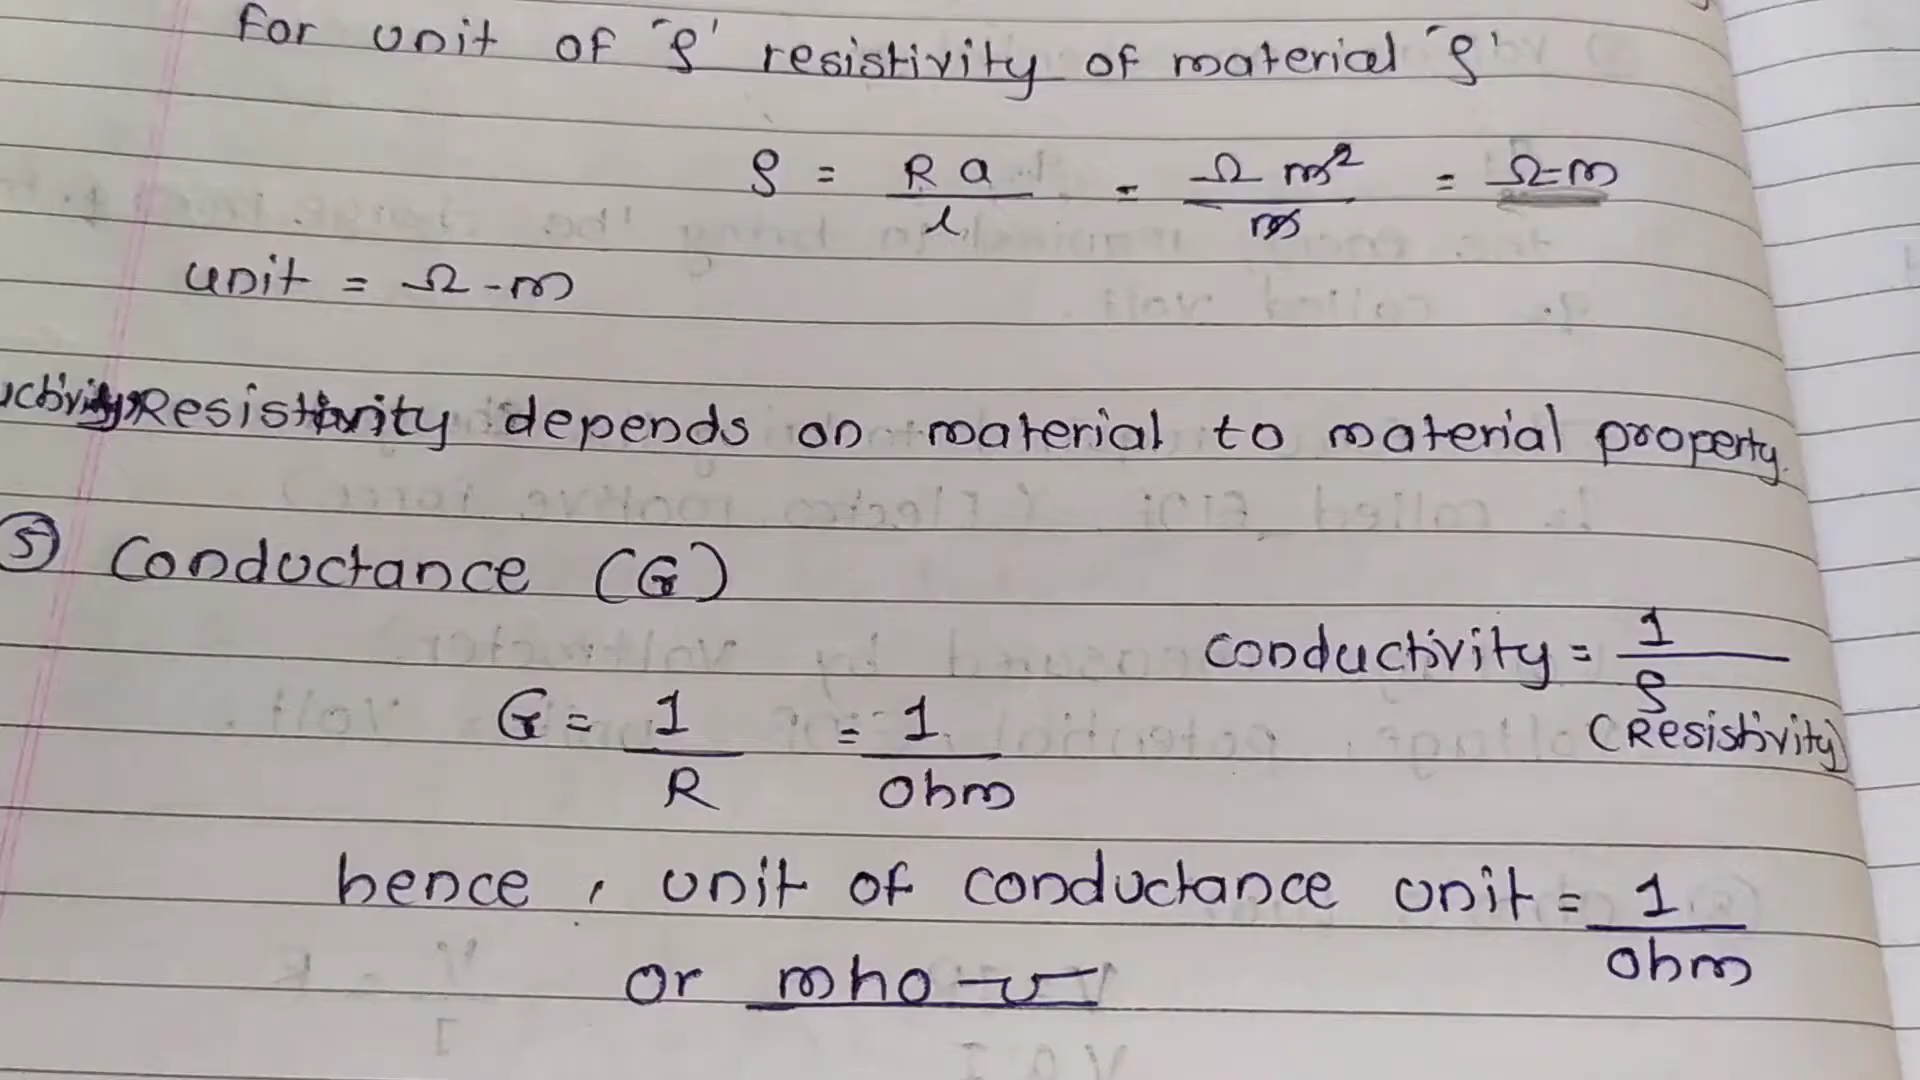 For unit of 'ρ' resistivity of material 'ρ'
ρ = R a / l = Ω m² / m = Ω-m
unit = Ω-m
Resistivity depends on material to material property.
⑤ Conductance (G)
conductivity = 1 / ρ
(Resistivity)
G = 1 / R = 1 / Ohm
hence, unit of conductance unit = 1 / Ohm
or mho ℧